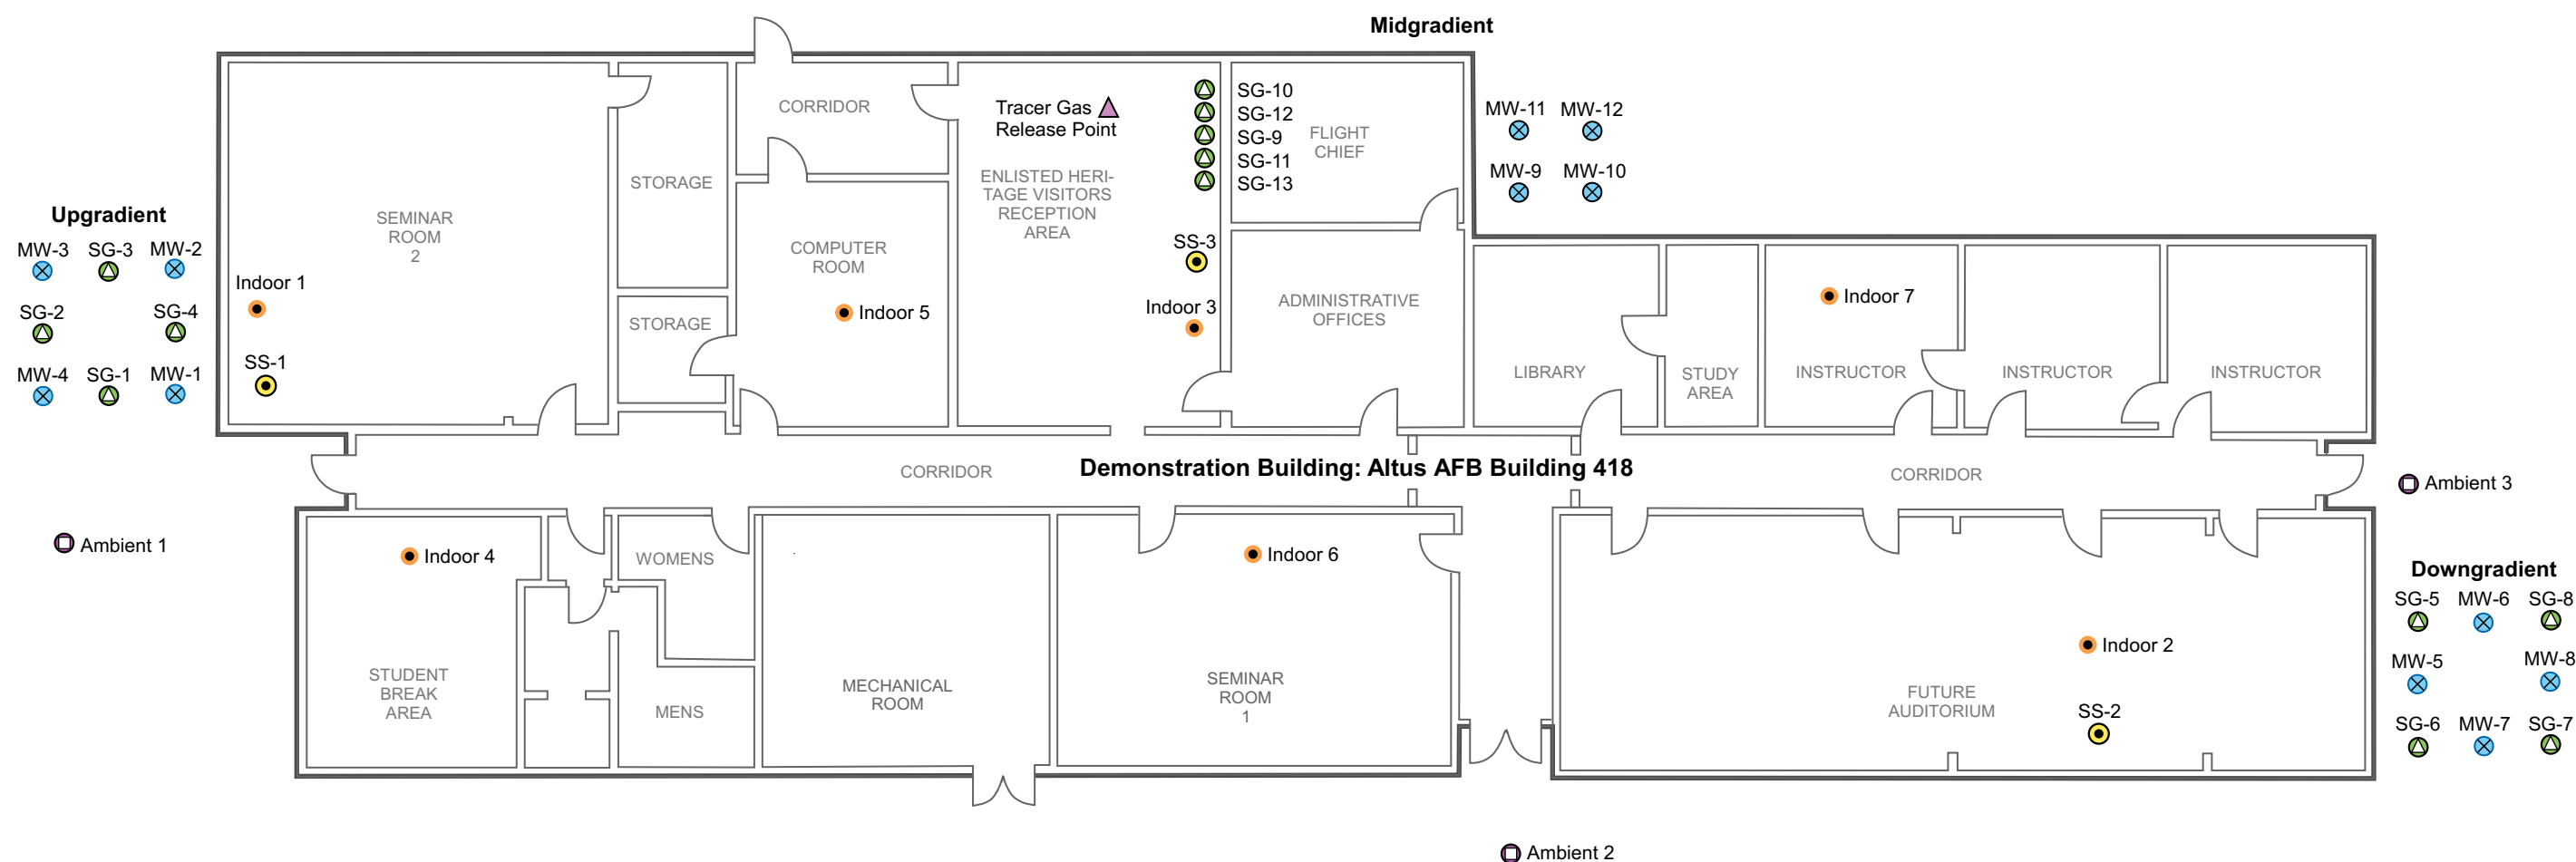 Midgradient
Tracer Gas
Release Point
SG-10
SG-12
SG-9
SG-11
SG-13
CORRIDOR
FLIGHT
CHIEF
MW-11
MW-12
MW-9
MW-10
STORAGE
ENLISTED HERI-
TAGE VISITORS
RECEPTION
AREA
Upgradient
MW-3
SG-3
MW-2
SG-2
SG-4
MW-4
SG-1
MW-1
SEMINAR
ROOM
2
Indoor 1
SS-1
STORAGE
COMPUTER
ROOM
Indoor 5
SS-3
Indoor 3
ADMINISTRATIVE
OFFICES
LIBRARY
STUDY
AREA
Indoor 7
INSTRUCTOR
INSTRUCTOR
INSTRUCTOR
CORRIDOR
Demonstration Building: Altus AFB Building 418
CORRIDOR
Ambient 3
Ambient 1
Indoor 4
WOMENS
Indoor 6
STUDENT
BREAK
AREA
MENS
MECHANICAL
ROOM
SEMINAR
ROOM
1
Indoor 2
FUTURE
AUDITORIUM
SS-2
Downgradient
SG-5
MW-6
SG-8
MW-5
MW-8
SG-6
MW-7
SG-7
Ambient 2